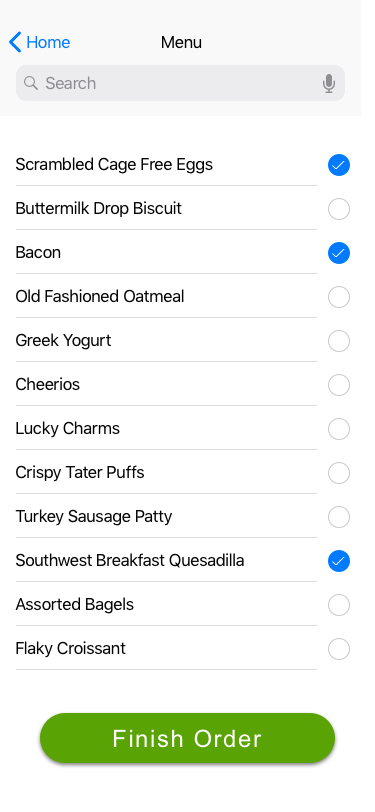 Home
Menu
Search
Scrambled Cage Free Eggs
Buttermilk Drop Biscuit
Bacon
Old Fashioned Oatmeal
Greek Yogurt
Cheerios
Lucky Charms
Crispy Tater Puffs
Turkey Sausage Patty
Southwest Breakfast Quesadilla
Assorted Bagels
Flaky Croissant
Finish Order